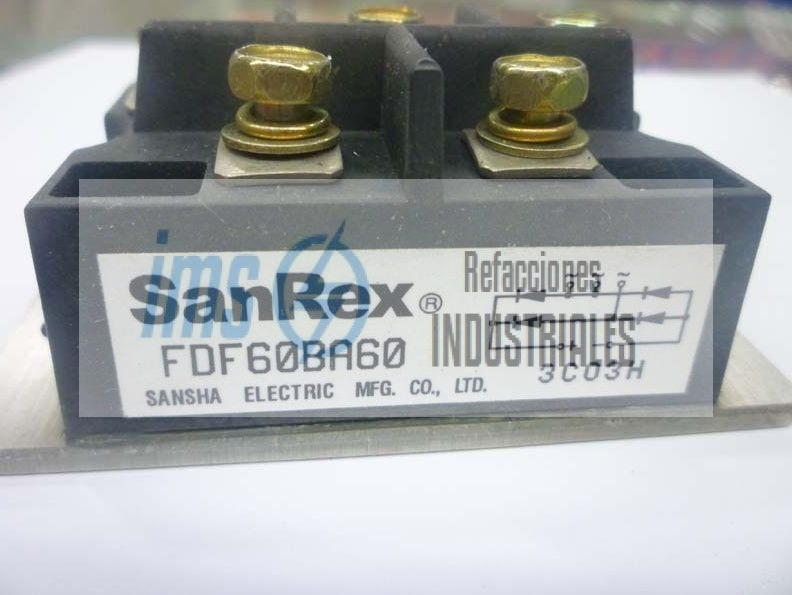 ims
Refacciones
INDUSTRIALES
SanRex®
FDF60BA60
3C03H
SANSHA ELECTRIC MFG. CO., LTD.